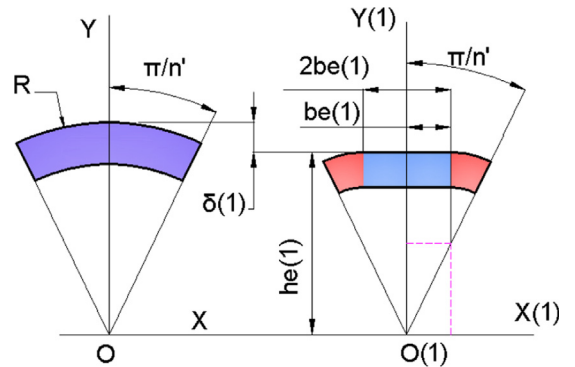 Y
π/n'
R
δ(1)
X
O
Y(1)
π/n'
2be(1)
be(1)
he(1)
X(1)
O(1)